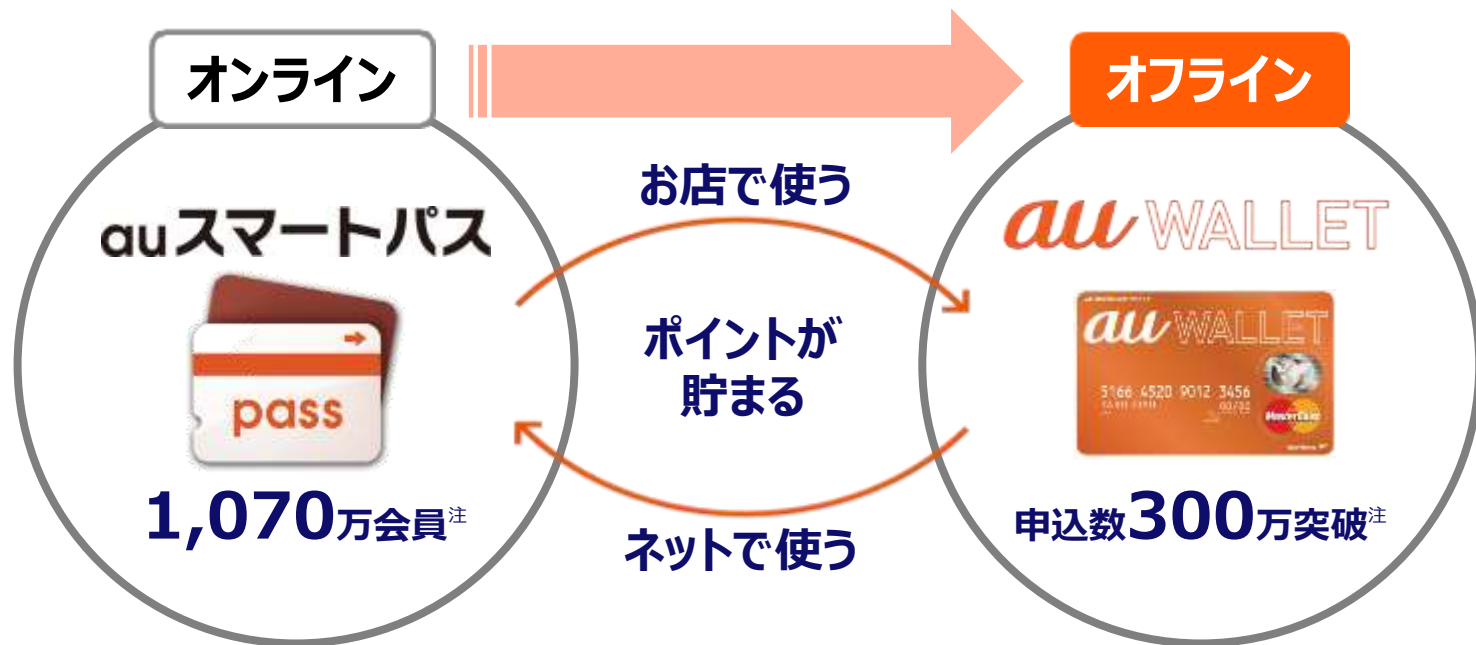 オンライン
オフライン
お店で使う
auスマートパス
au WALLET
au WALLET
ポイントが
貯まる
pass
5166 4520 9012 3456
MasterCard
1,070万会員注
申込数300万突破注
ネットで使う